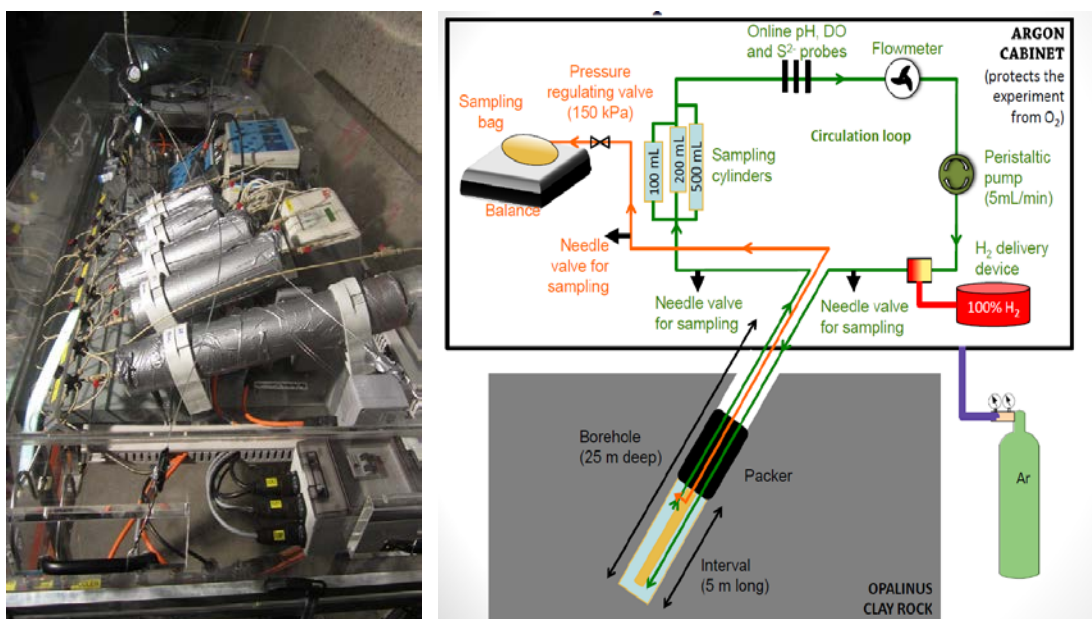 Online pH, DO
and S²⁻ probes
Flowmeter
ARGON
CABINET
(protects the
experiment
from O₂)
Pressure
regulating valve
(150 kPa)
Sampling
bag
Balance
100 mL
200 mL
500 mL
Sampling
cylinders
Circulation loop
Peristaltic
pump
(5mL/min)
Needle
valve for
sampling
Needle valve
for sampling
Needle valve
for sampling
H₂ delivery
device
100% H₂
Borehole
(25 m deep)
Packer
Interval
(5 m long)
OPALINUS
CLAY ROCK
Ar